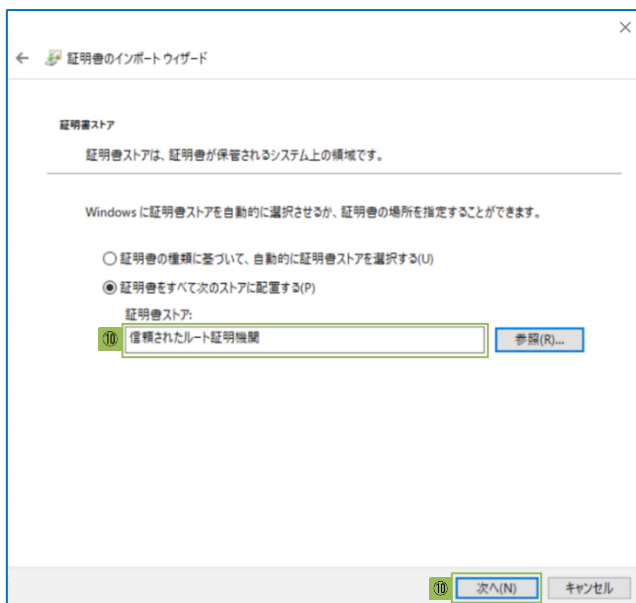 証明書のインポート ウィザード
証明書ストア
証明書ストアは、証明書が保管されるシステム上の領域です。
Windows に証明書ストアを自動的に選択させるか、証明書の場所を指定することができます。
証明書の種類に基づいて、自動的に証明書ストアを選択する(U)
証明書をすべて次のストアに配置する(P)
証明書ストア:
⑩ 信頼されたルート証明機関 参照(R)...
⑩ 次へ(N) キャンセル